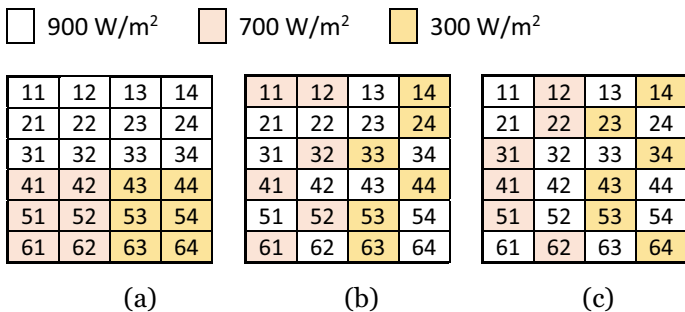 900 W/m² 700 W/m² 300 W/m²
11 12 13 14 11 12 13 14 11 12 13 14
21 22 23 24 21 22 23 24 21 22 23 24
31 32 33 34 31 32 33 34 31 32 33 34
41 42 43 44 41 42 43 44 41 42 43 44
51 52 53 54 51 52 53 54 51 52 53 54
61 62 63 64 61 62 63 64 61 62 63 64
(a) (b) (c)